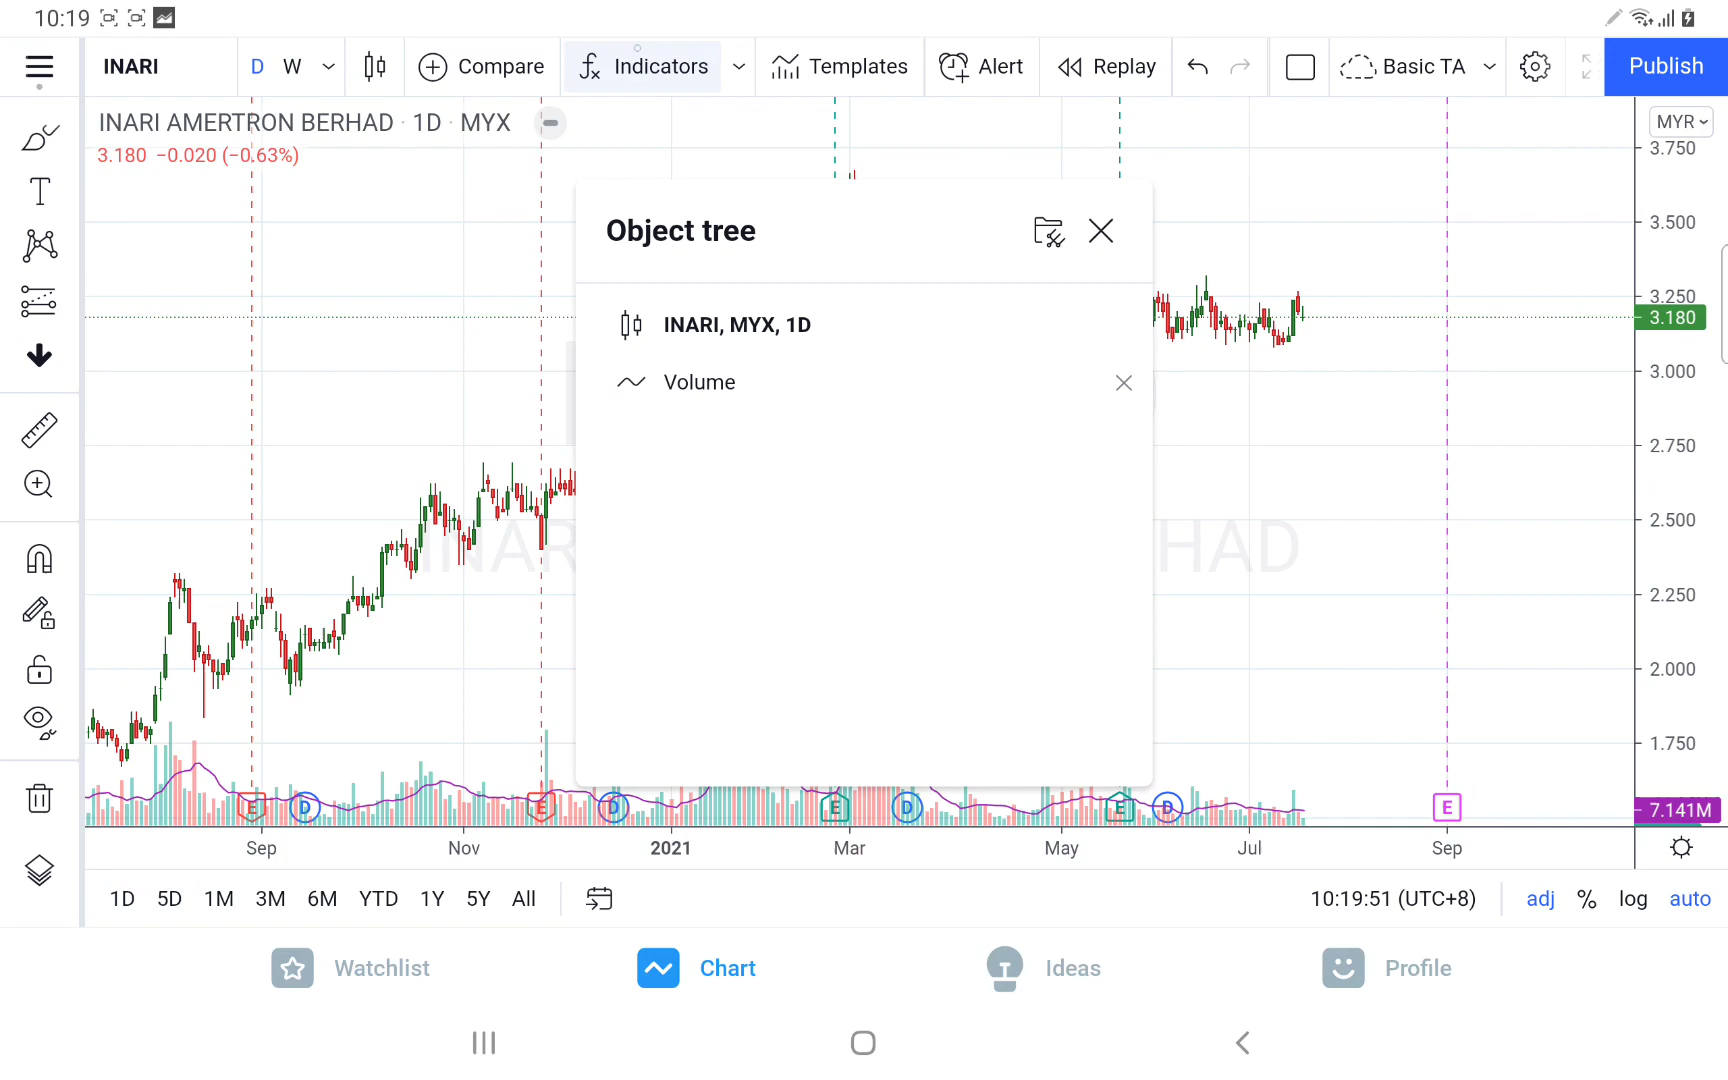 10:19
INARI D W Compare Indicators Templates Alert Replay Basic TA Publish
INARI AMERTRON BERHAD · 1D · MYX
3.180 −0.020 (−0.63%)
MYR
3.750
3.500
3.250
3.180
3.000
2.750
2.500
2.250
2.000
1.750
7.141M
Object tree
INARI, MYX, 1D
Volume
INAR HAD
E D E D E D E D E
Sep Nov 2021 Mar May Jul Sep
1D 5D 1M 3M 6M YTD 1Y 5Y All 10:19:51 (UTC+8) adj % log auto
Watchlist Chart Ideas Profile